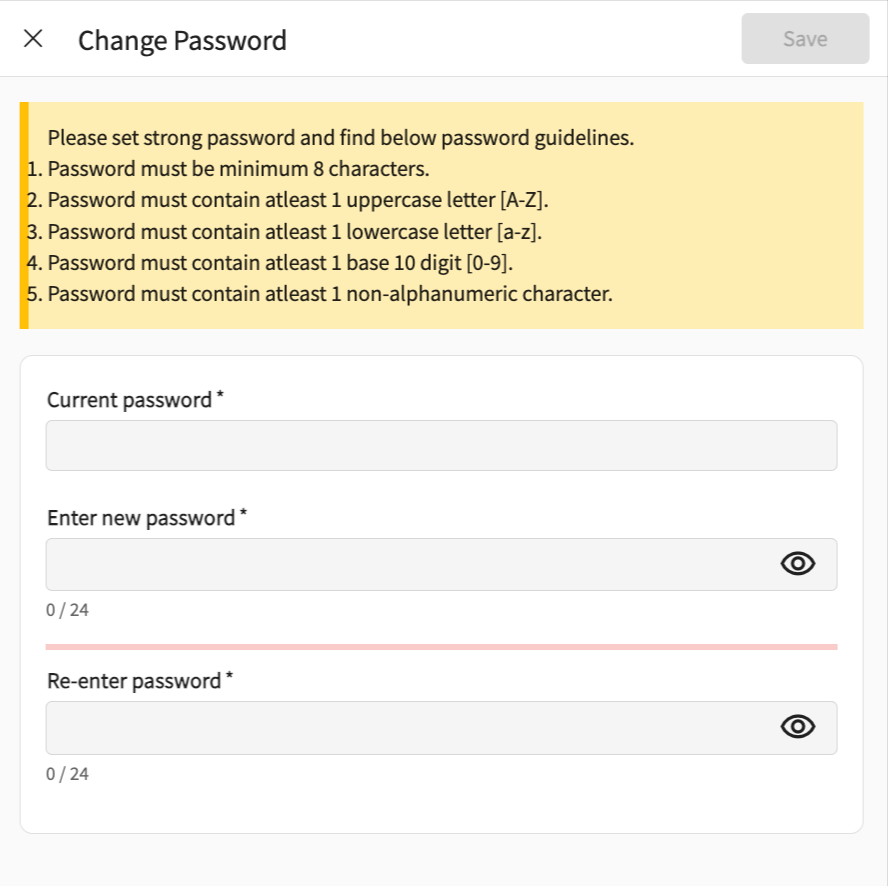 Change Password
Save
Please set strong password and find below password guidelines.
1. Password must be minimum 8 characters.
2. Password must contain atleast 1 uppercase letter [A-Z].
3. Password must contain atleast 1 lowercase letter [a-z].
4. Password must contain atleast 1 base 10 digit [0-9].
5. Password must contain atleast 1 non-alphanumeric character.
Current password *
Enter new password *
0 / 24
Re-enter password *
0 / 24